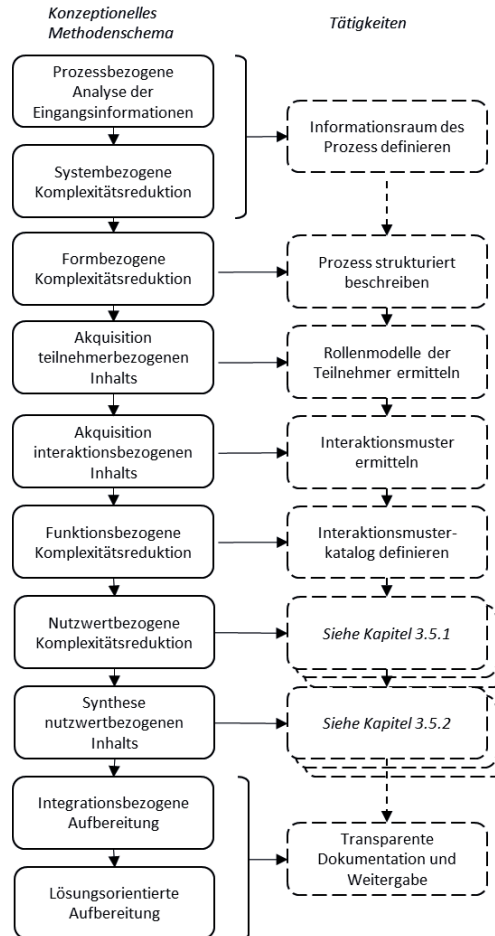 Konzeptionelles
Methodenschema
Tätigkeiten
Prozessbezogene
Analyse der
Eingangsinformationen
Systembezogene
Komplexitätsreduktion
Informationsraum des
Prozess definieren
Formbezogene
Komplexitätsreduktion
Prozess strukturiert
beschreiben
Akquisition
teilnehmerbezogenen
Inhalts
Rollenmodelle der
Teilnehmer ermitteln
Akquisition
interaktionsbezogenen
Inhalts
Interaktionsmuster
ermitteln
Funktionsbezogene
Komplexitätsreduktion
Interaktionsmuster-
katalog definieren
Nutzwertbezogene
Komplexitätsreduktion
Siehe Kapitel 3.5.1
Synthese
nutzwertbezogenen
Inhalts
Siehe Kapitel 3.5.2
Integrationsbezogene
Aufbereitung
Lösungsorientierte
Aufbereitung
Transparente
Dokumentation und
Weitergabe